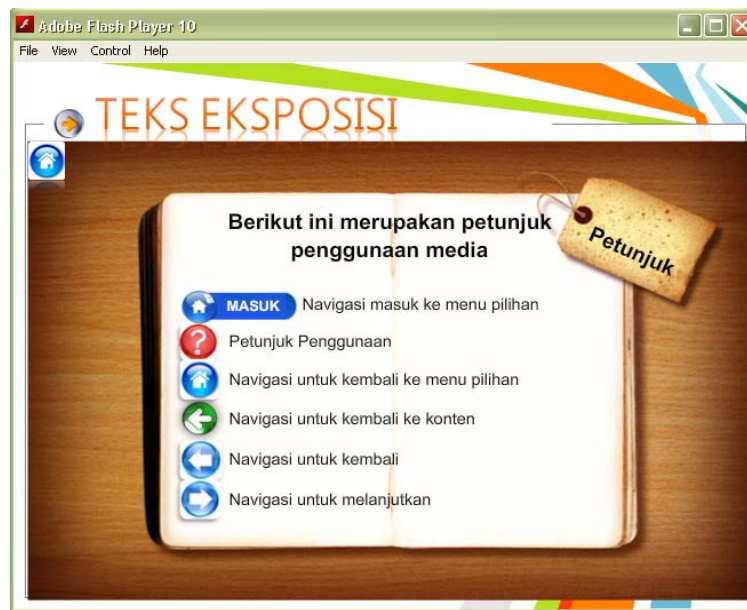 Adobe Flash Player 10
File View Control Help
TEKS EKSPOSISI
Berikut ini merupakan petunjuk
penggunaan media
Petunjuk
MASUK Navigasi masuk ke menu pilihan
? Petunjuk Penggunaan
Navigasi untuk kembali ke menu pilihan
Navigasi untuk kembali ke konten
Navigasi untuk kembali
Navigasi untuk melanjutkan